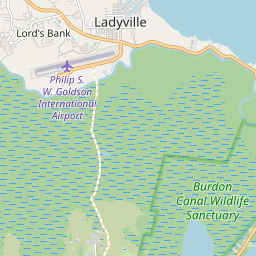 Ladyville
Lord's Bank
Philip S.
W. Goldson
International
Airport
Burdon
Canal Wildlife
Sanctuary